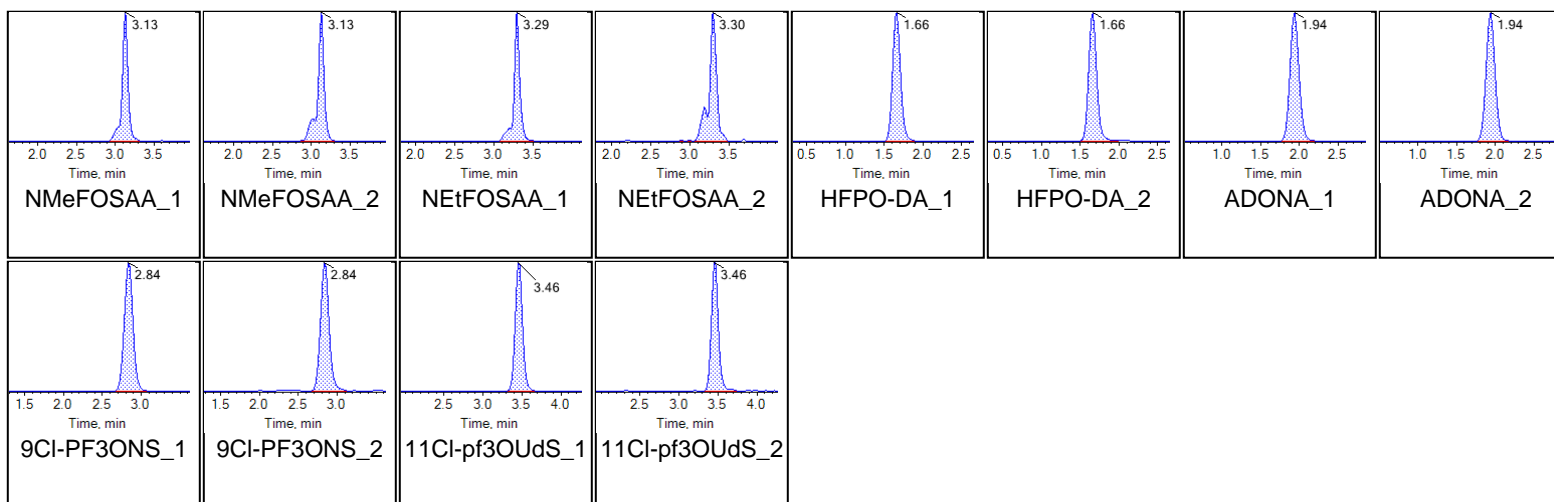 3.13 3.13 3.29 3.30 1.66 1.66 1.94 1.94
2.0 2.5 3.0 3.5 2.0 2.5 3.0 3.5 2.0 2.5 3.0 3.5 2.0 2.5 3.0 3.5 0.5 1.0 1.5 2.0 2.5 0.5 1.0 1.5 2.0 2.5 1.0 1.5 2.0 2.5 1.0 1.5 2.0 2.5
Time, min Time, min Time, min Time, min Time, min Time, min Time, min Time, min
NMeFOSAA_1 NMeFOSAA_2 NEtFOSAA_1 NEtFOSAA_2 HFPO-DA_1 HFPO-DA_2 ADONA_1 ADONA_2
2.84 2.84 3.46 3.46
1.5 2.0 2.5 3.0 1.5 2.0 2.5 3.0 2.5 3.0 3.5 4.0 2.5 3.0 3.5 4.0
Time, min Time, min Time, min Time, min
9Cl-PF3ONS_1 9Cl-PF3ONS_2 11Cl-pf3OUdS_1 11Cl-pf3OUdS_2